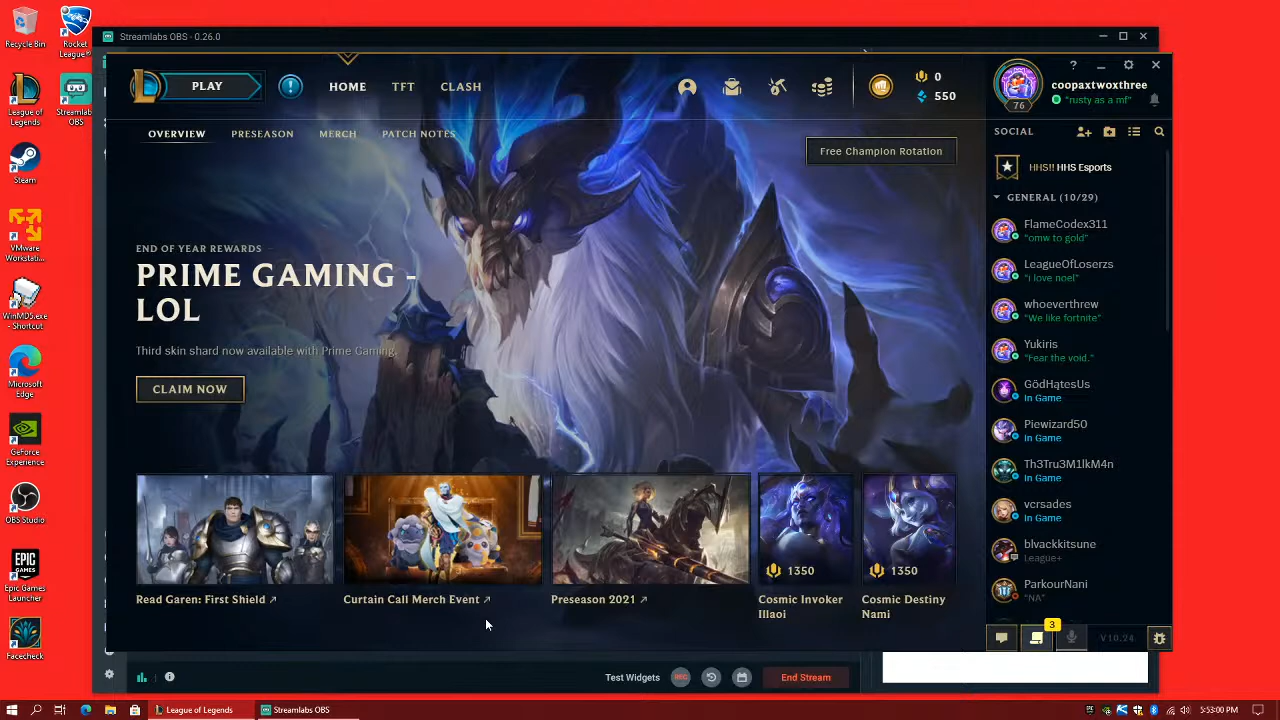 Recycle Bin
Rocket
League®
League of
Legends
Streamlabs
OBS
Steam
VMware
Workstati...
WinMD5.exe
- Shortcut
Microsoft
Edge
GeForce
Experience
OBS Studio
EPIC
GAMES
Epic Games
Launcher
Facecheck
Streamlabs OBS - 0.26.0
PLAY
HOME
TFT
CLASH
0
550
OVERVIEW
PRESEASON
MERCH
PATCH NOTES
Free Champion Rotation
END OF YEAR REWARDS
PRIME GAMING -
LOL
Third skin shard now available with Prime Gaming.
CLAIM NOW
Read Garen: First Shield
Curtain Call Merch Event
Preseason 2021
1350
Cosmic Invoker
Illaoi
1350
Cosmic Destiny
Nami
?
76
coopaxtwoxthree
"rusty as a mf"
SOCIAL
HHS!! HHS Esports
GENERAL (10/29)
FlameCodex311
"omw to gold"
LeagueOfLoserzs
"i love noel"
whoeverthrew
"We like fortnite"
Yukiris
"Fear the void."
GödHątesUs
In Game
Piewizard50
In Game
Th3Tru3M1lkM4n
In Game
vcrsades
In Game
blvackkitsune
League+
ParkourNani
"NA"
3
V10.24
Test Widgets
REC
End Stream
League of Legends
Streamlabs OBS
5:53:00 PM